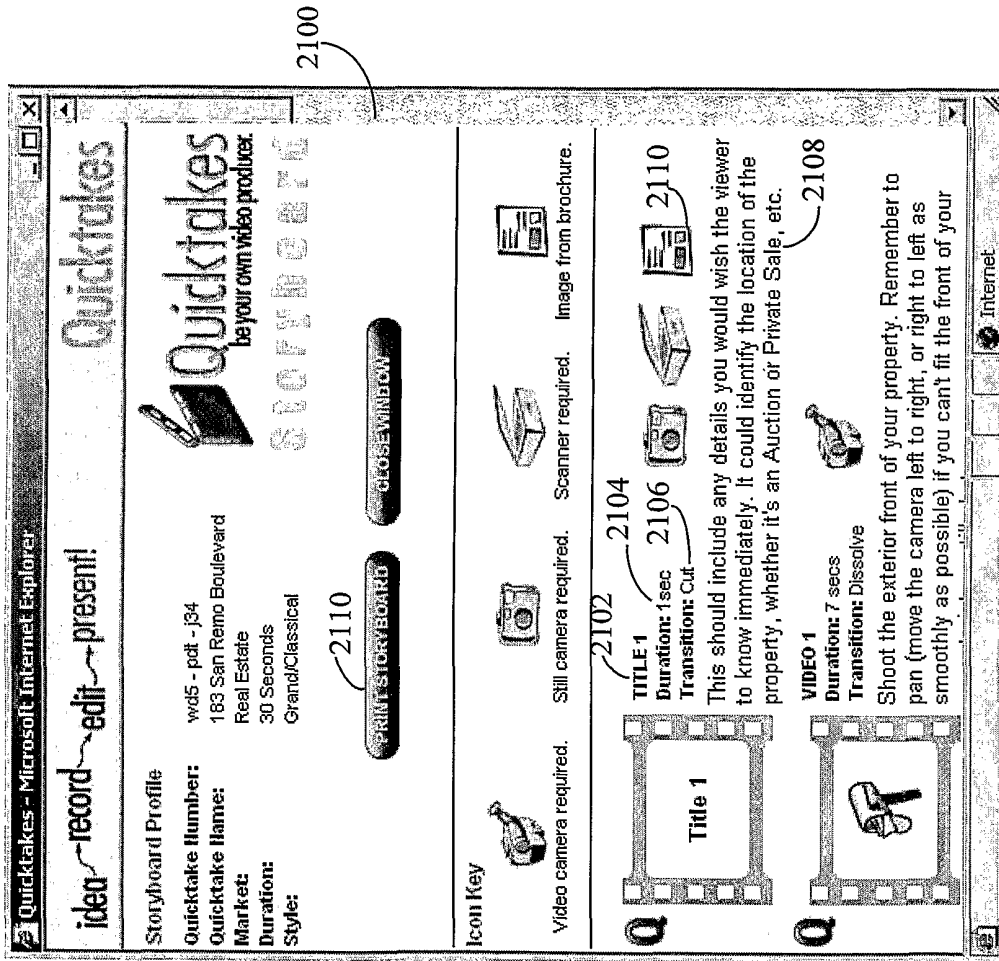 Quicktakes - Microsoft Internet Explorer
idea record edit present!
Quicktakes
Storyboard Profile
Quicktake Number: wd5 - pdt - j34
Quicktake Name: 183 San Remo Boulevard
Market: Real Estate
Duration: 30 Seconds
Style: Grand/Classical
Quicktakes
be your own video producer.
storyboard
2100
2110
PRINT STORYBOARD
CLOSE WINDOW
Icon Key
Video camera required.
Still camera required.
Scanner required.
Image from brochure.
Q
Title 1
2102
TITLE 1
2104
Duration: 1sec
2106
Transition: Cut
2110
This should include any details you would wish the viewer
to know immediately. It could identify the location of the
property, whether it's an Auction or Private Sale, etc.
2108
Q
VIDEO 1
Duration: 7 secs
Transition: Dissolve
Shoot the exterior front of your property. Remember to
pan (move the camera left to right, or right to left as
smoothly as possible) if you can't fit the front of your
Internet